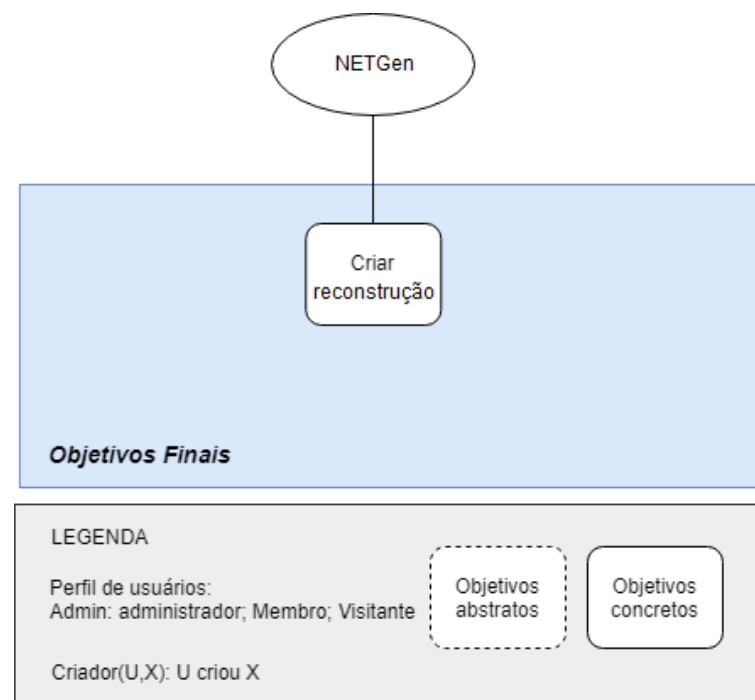 NETGen
Criar
reconstrução
Objetivos Finais
LEGENDA
Perfil de usuários:
Admin: administrador; Membro; Visitante
Criador(U,X): U criou X
Objetivos
abstratos
Objetivos
concretos